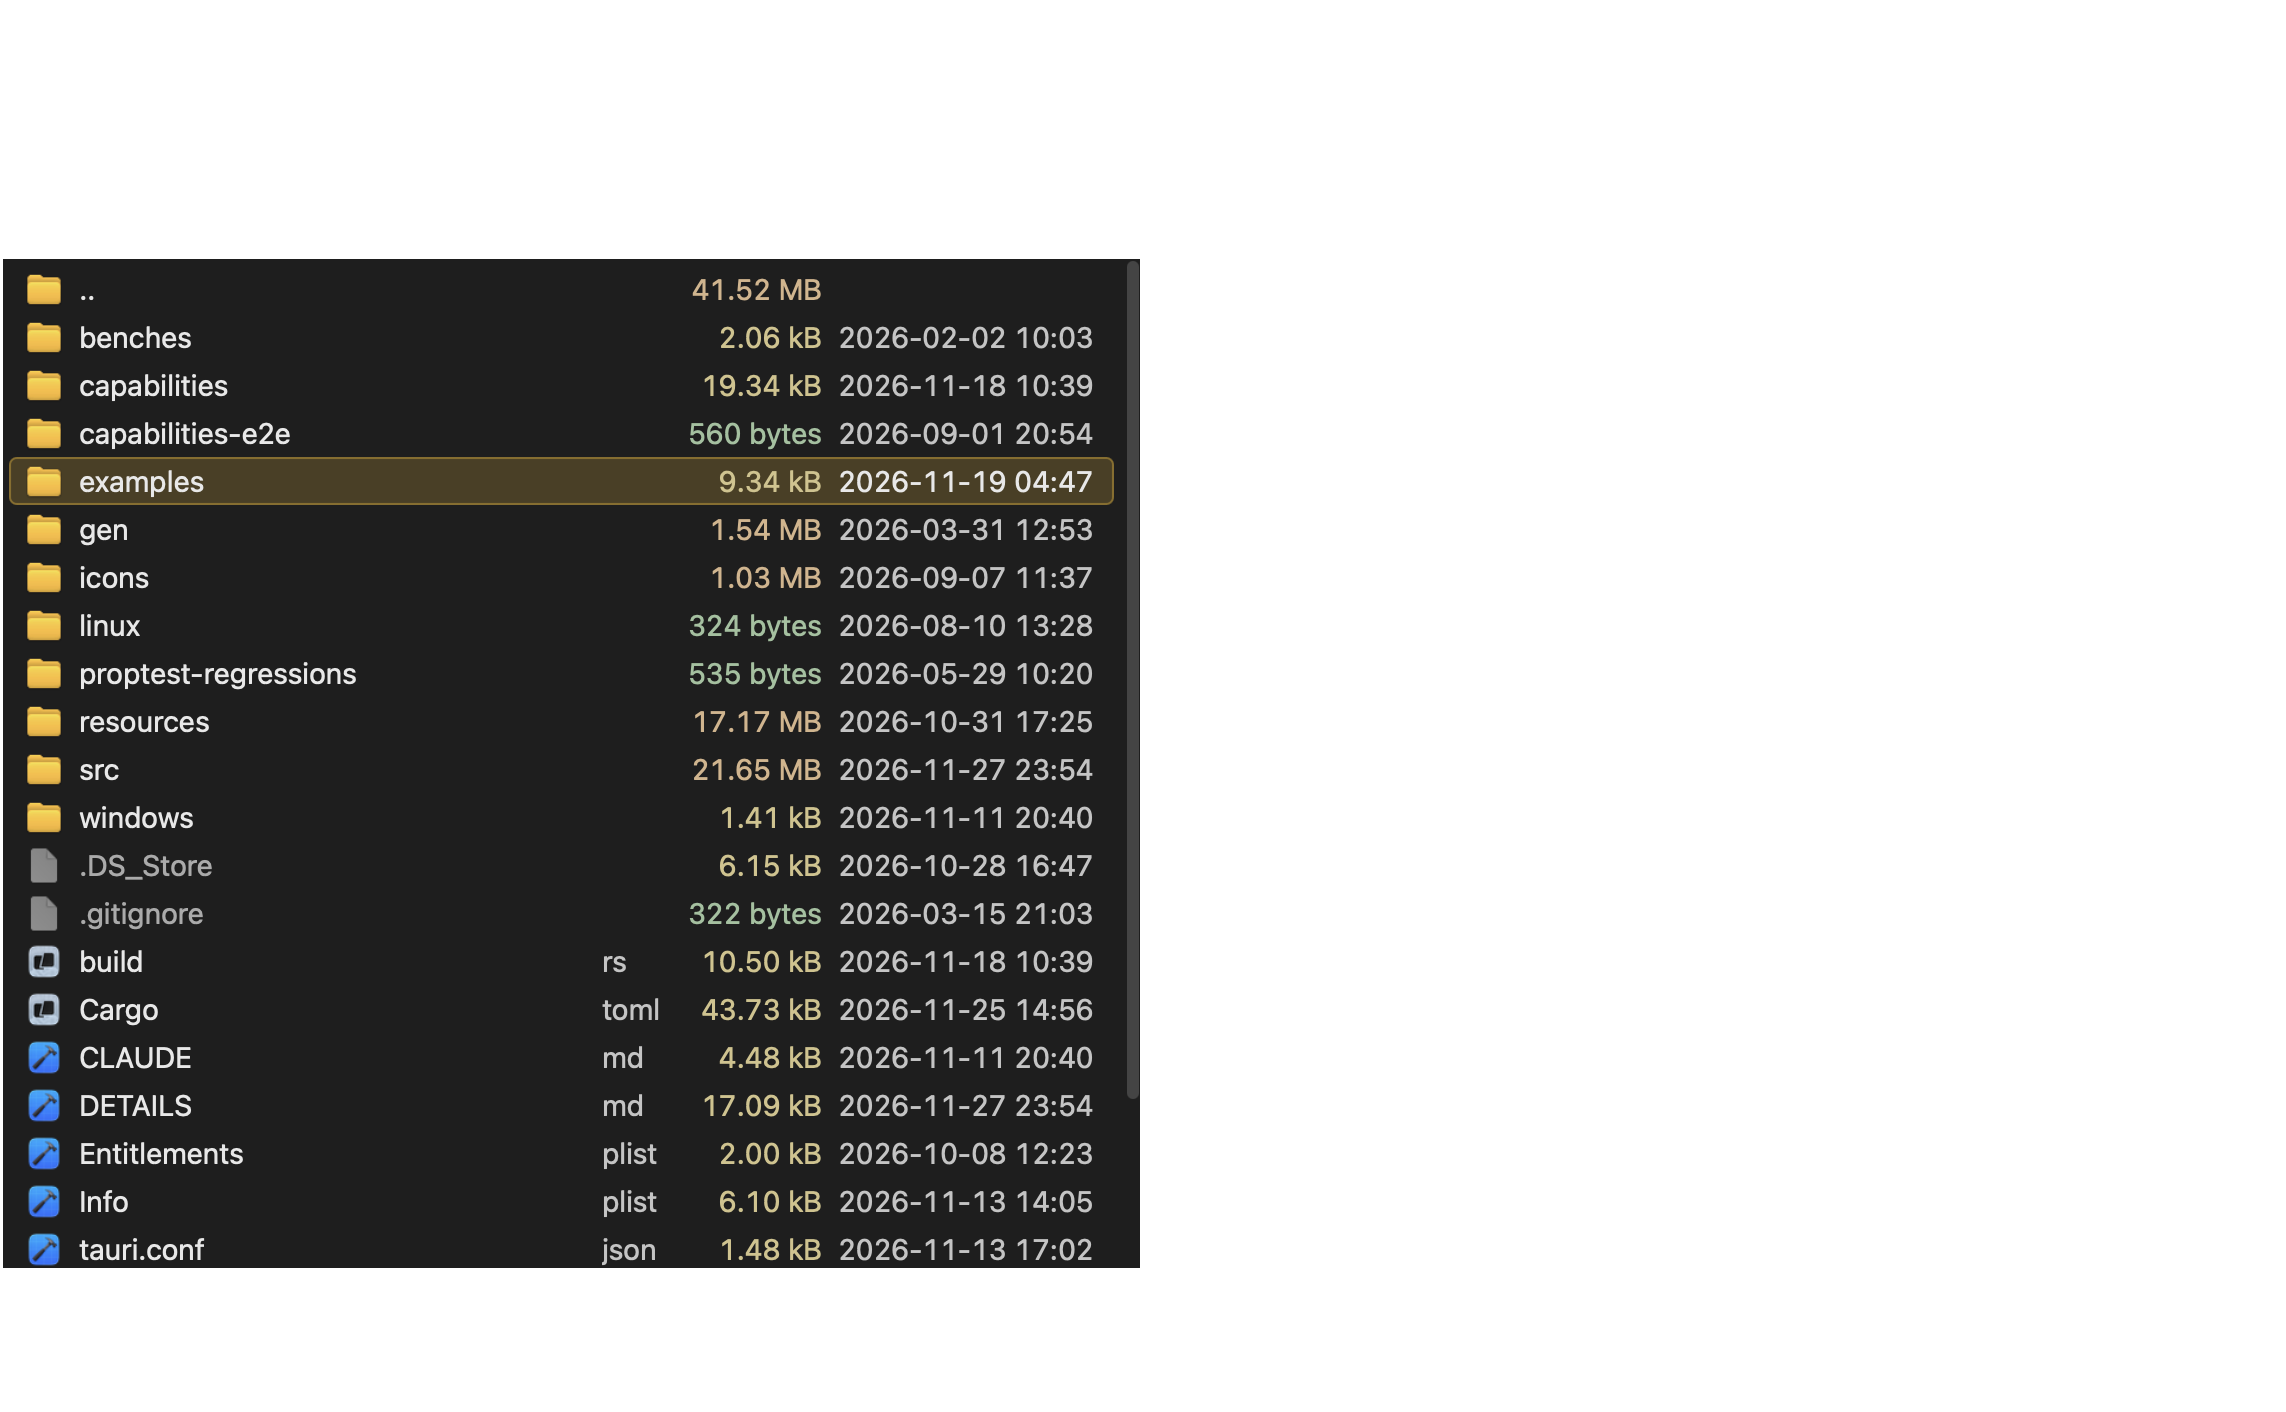 .. 41.52 MB
benches 2.06 kB 2026-02-02 10:03
capabilities 19.34 kB 2026-11-18 10:39
capabilities-e2e 560 bytes 2026-09-01 20:54
examples 9.34 kB 2026-11-19 04:47
gen 1.54 MB 2026-03-31 12:53
icons 1.03 MB 2026-09-07 11:37
linux 324 bytes 2026-08-10 13:28
proptest-regressions 535 bytes 2026-05-29 10:20
resources 17.17 MB 2026-10-31 17:25
src 21.65 MB 2026-11-27 23:54
windows 1.41 kB 2026-11-11 20:40
.DS_Store 6.15 kB 2026-10-28 16:47
.gitignore 322 bytes 2026-03-15 21:03
build rs 10.50 kB 2026-11-18 10:39
Cargo toml 43.73 kB 2026-11-25 14:56
CLAUDE md 4.48 kB 2026-11-11 20:40
DETAILS md 17.09 kB 2026-11-27 23:54
Entitlements plist 2.00 kB 2026-10-08 12:23
Info plist 6.10 kB 2026-11-13 14:05
tauri.conf json 1.48 kB 2026-11-13 17:02